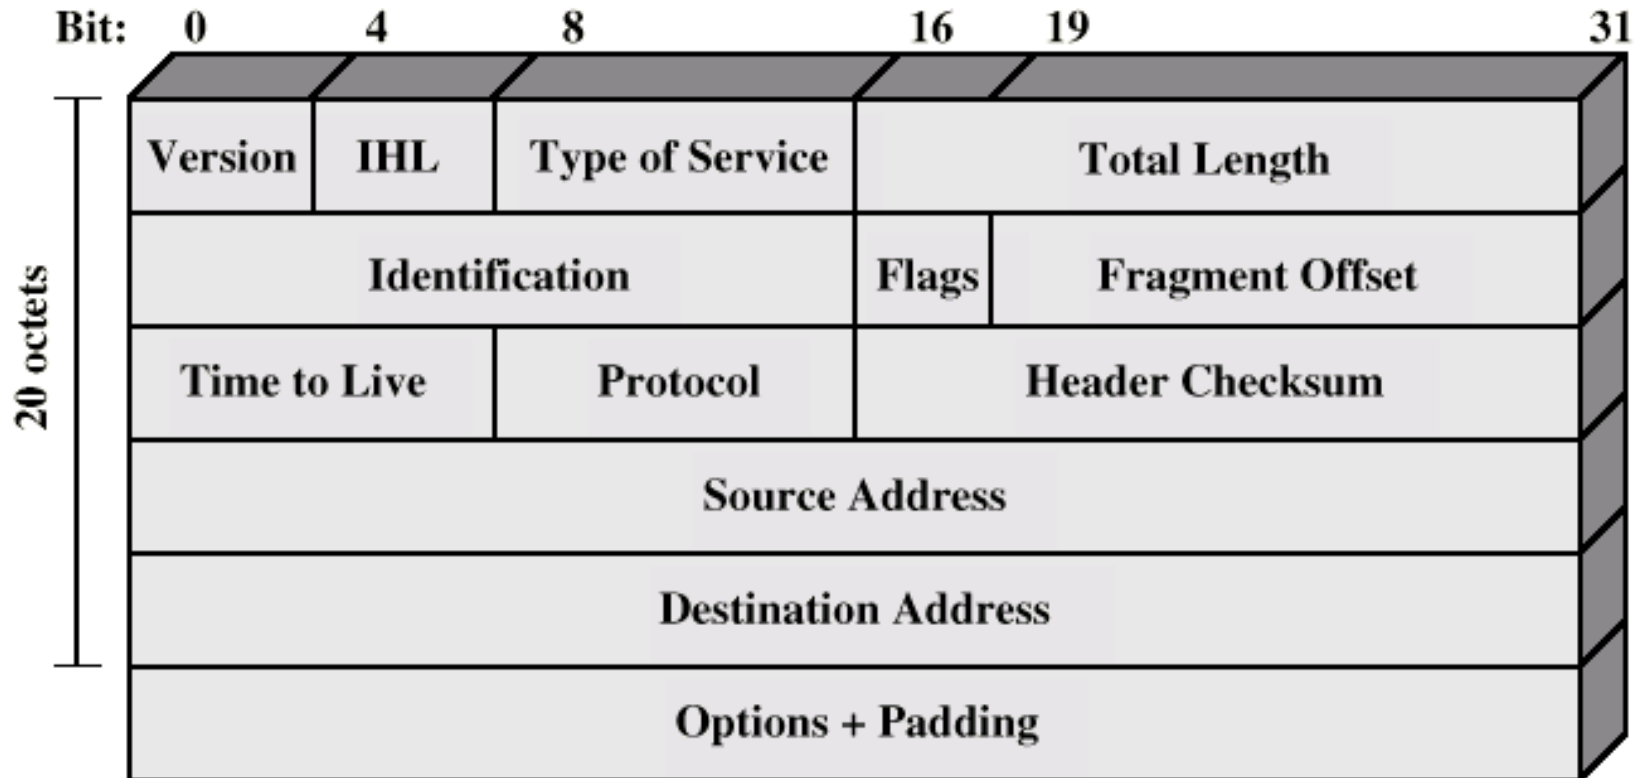 Bit: 0 4 8 16 19 31
Version IHL Type of Service Total Length
Identification Flags Fragment Offset
Time to Live Protocol Header Checksum
Source Address
Destination Address
Options + Padding
20 octets